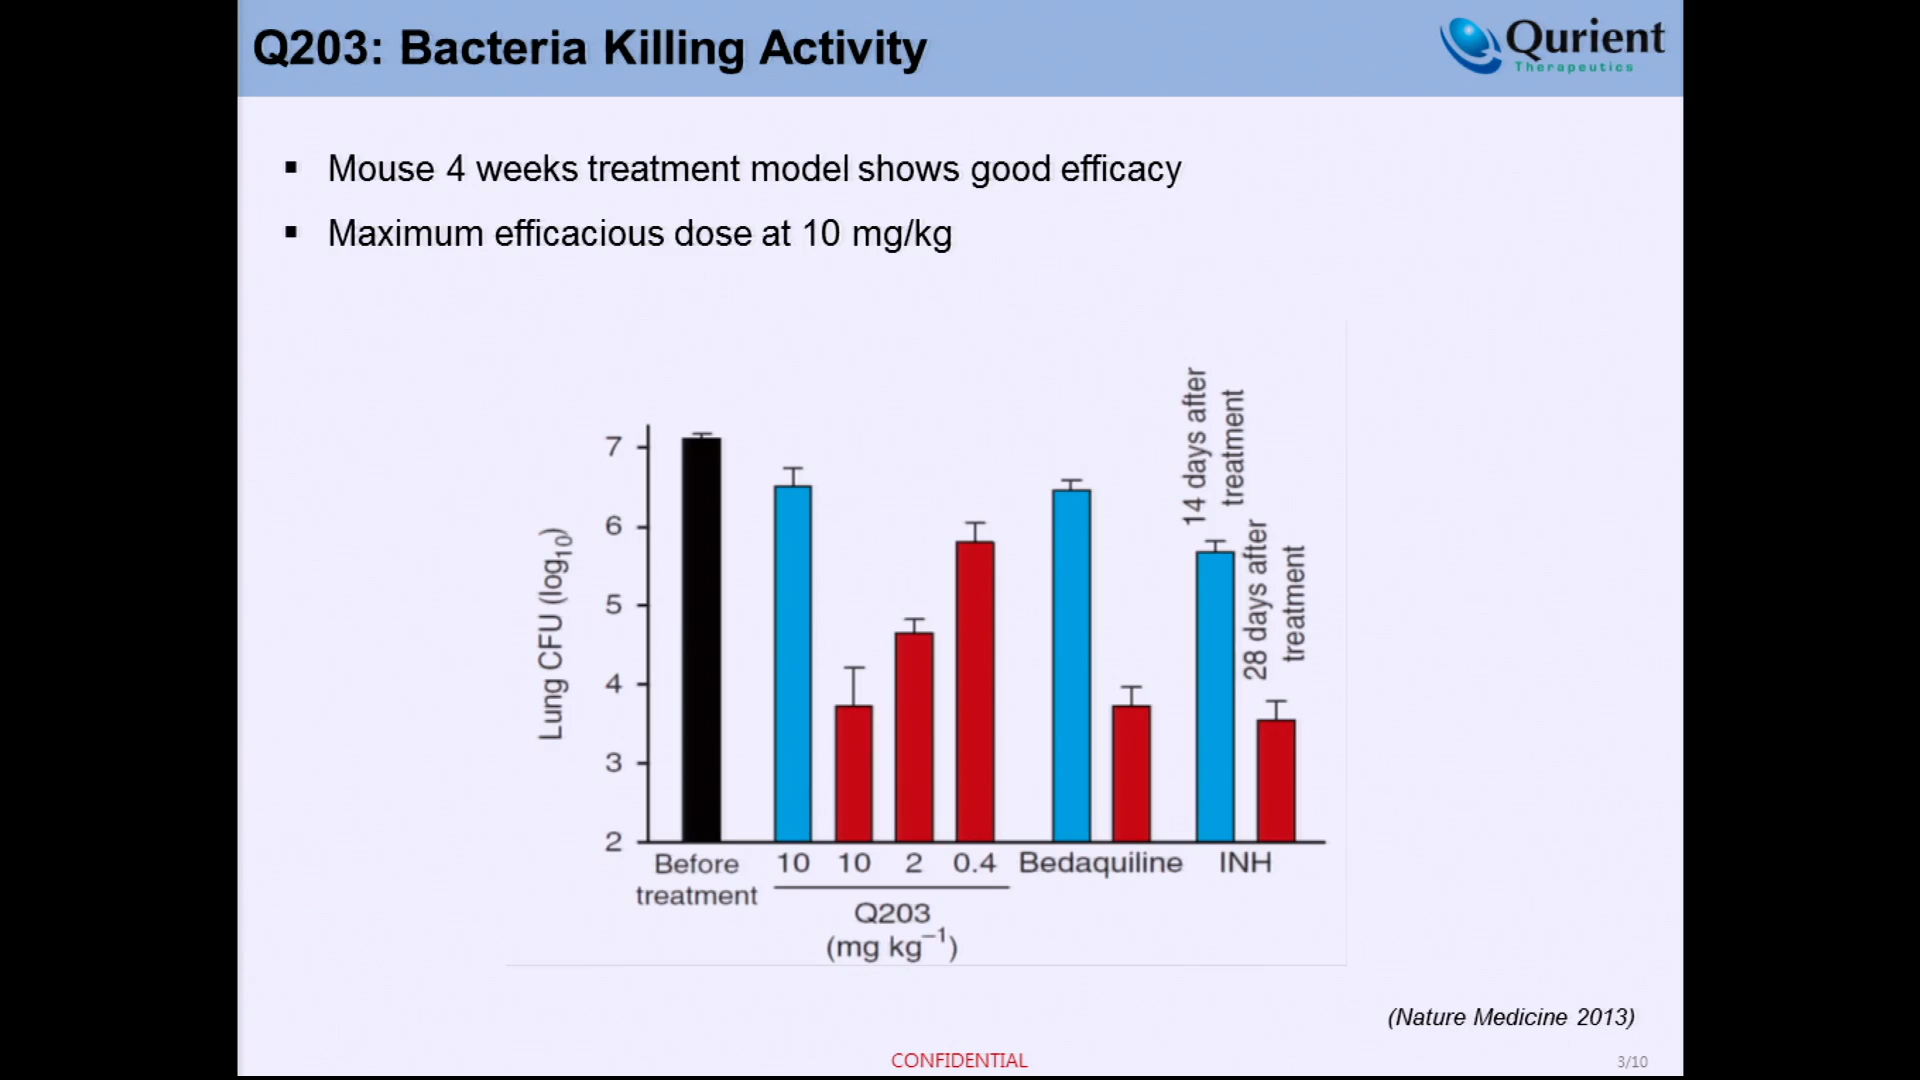 Q203: Bacteria Killing Activity
Qurient
Therapeutics
▪ Mouse 4 weeks treatment model shows good efficacy
▪ Maximum efficacious dose at 10 mg/kg
14 days after
treatment
28 days after
treatment
Lung CFU (log10)
7
6
5
4
3
2
Before
treatment
10 10 2 0.4 Bedaquiline INH
Q203
(mg kg⁻¹)
(Nature Medicine 2013)
CONFIDENTIAL
3/10